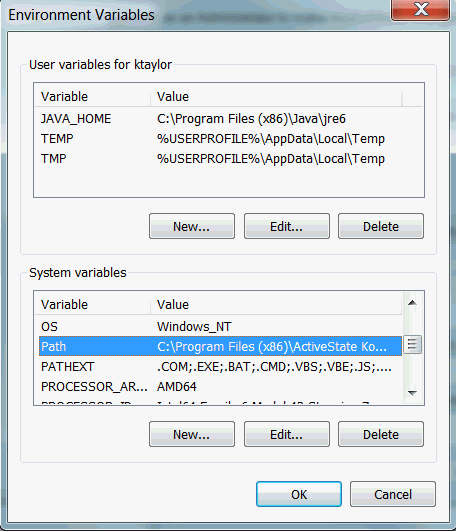 Environment Variables
User variables for ktaylor
Variable Value
JAVA_HOME C:\Program Files (x86)\Java\jre6
TEMP %USERPROFILE%\AppData\Local\Temp
TMP %USERPROFILE%\AppData\Local\Temp
New... Edit... Delete
System variables
Variable Value
OS Windows_NT
Path C:\Program Files (x86)\ActiveState Ko...
PATHEXT .COM;.EXE;.BAT;.CMD;.VBS;.VBE;.JS;....
PROCESSOR_AR... AMD64
New... Edit... Delete
OK Cancel